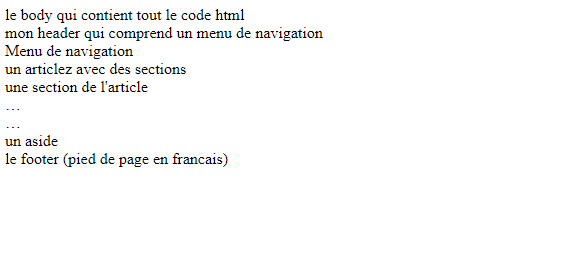 le body qui contient tout le code html
mon header qui comprend un menu de navigation
Menu de navigation
un articlez avec des sections
une section de l'article
…
…
un aside
le footer (pied de page en francais)